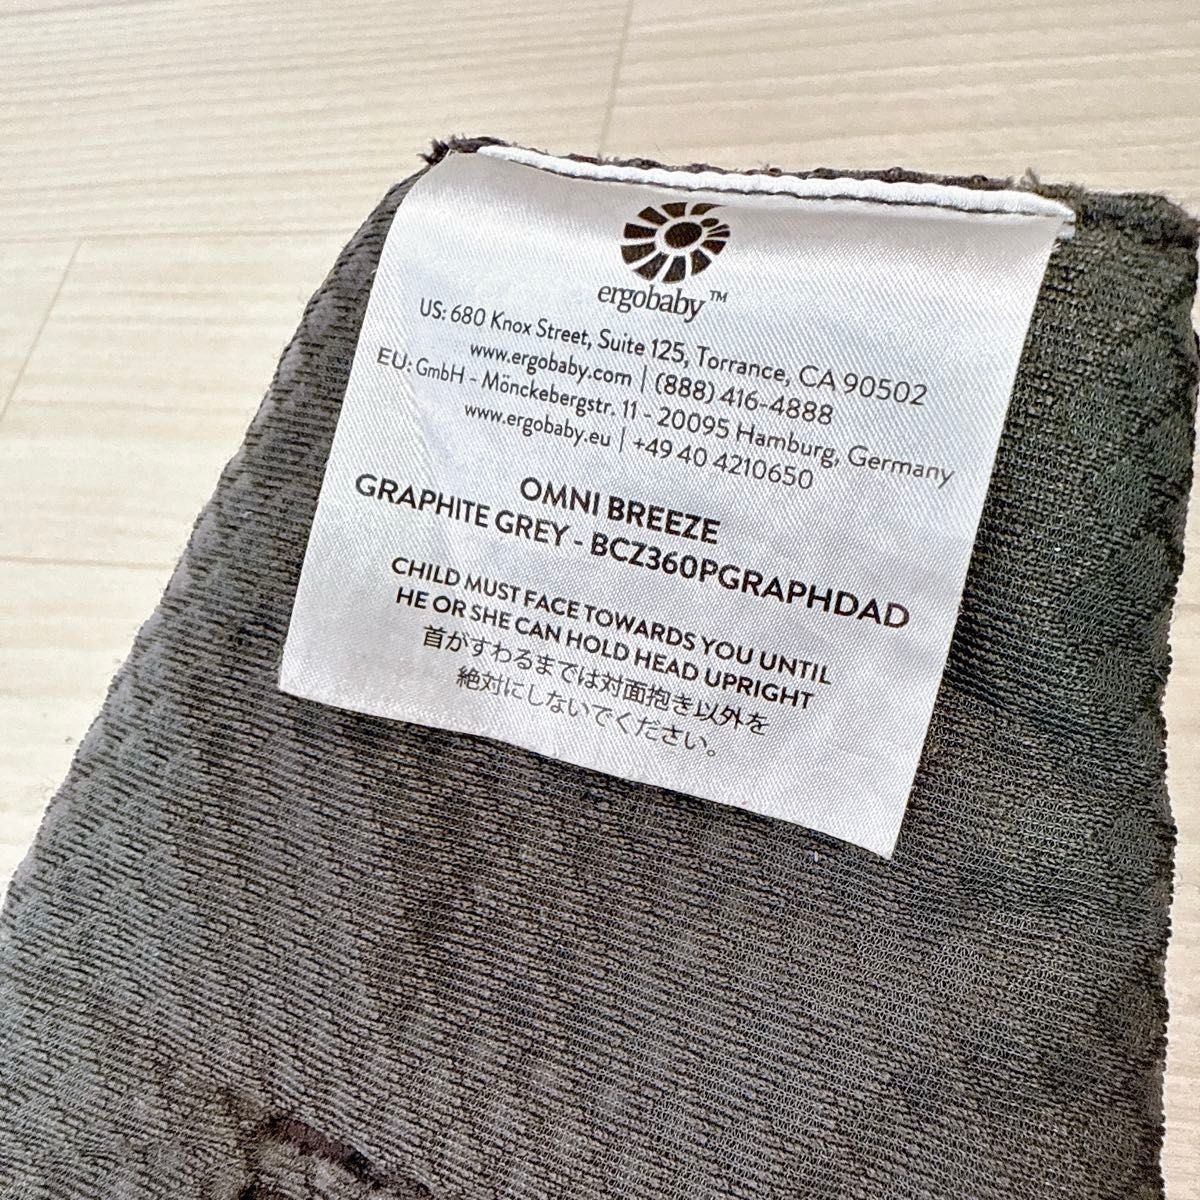 ergobaby™
US: 680 Knox Street, Suite 125, Torrance, CA 90502
www.ergobaby.com | (888) 416-4888
EU: GmbH - Mönckebergstr. 11 - 20095 Hamburg, Germany
www.ergobaby.eu | +49 40 4210650
OMNI BREEZE
GRAPHITE GREY - BCZ360PGRAPHDAD
CHILD MUST FACE TOWARDS YOU UNTIL
HE OR SHE CAN HOLD HEAD UPRIGHT
首がすわるまでは対面抱き以外を
絶対にしないでください。